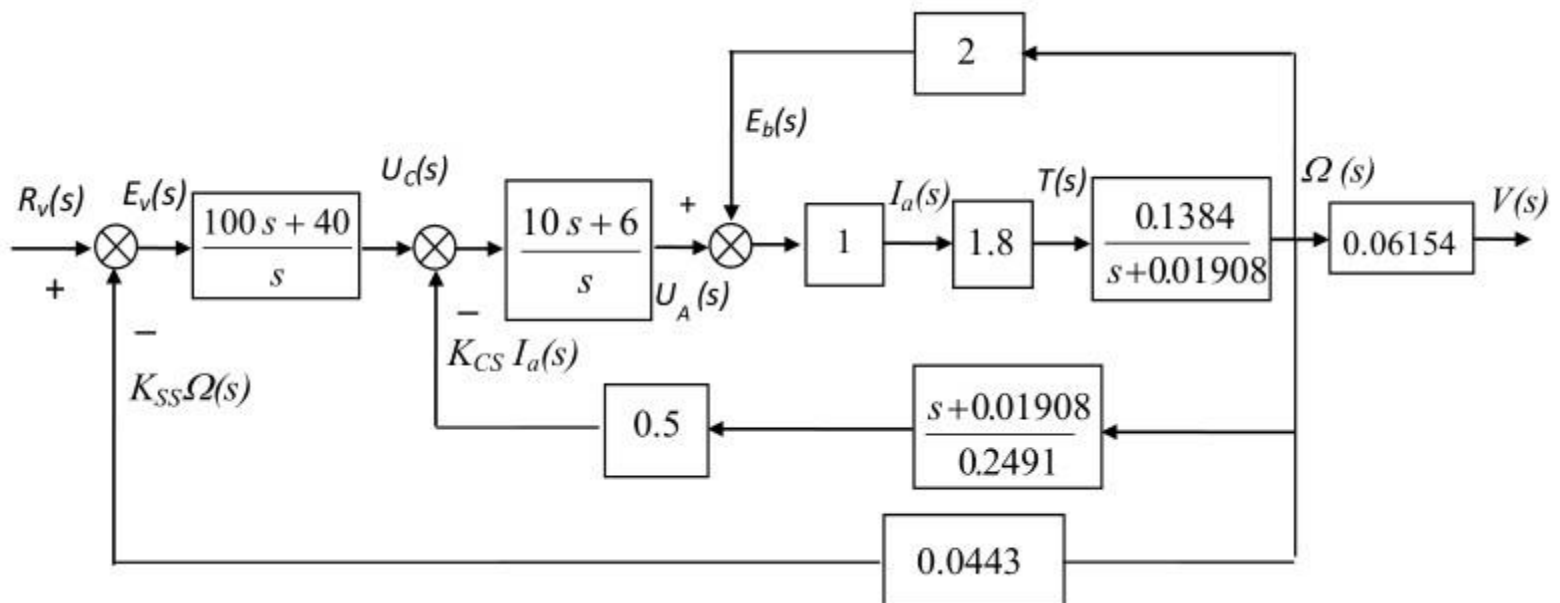 2
E_b(s)
R_v(s)
+
E_v(s)
100 s + 40
s
U_C(s)
10 s + 6
s
U_A (s)
+
1
I_a(s)
1.8
T(s)
0.1384
s+0.01908
Ω (s)
0.06154
V(s)
–
K_CS I_a(s)
–
K_SS Ω(s)
0.5
s+0.01908
0.2491
0.0443